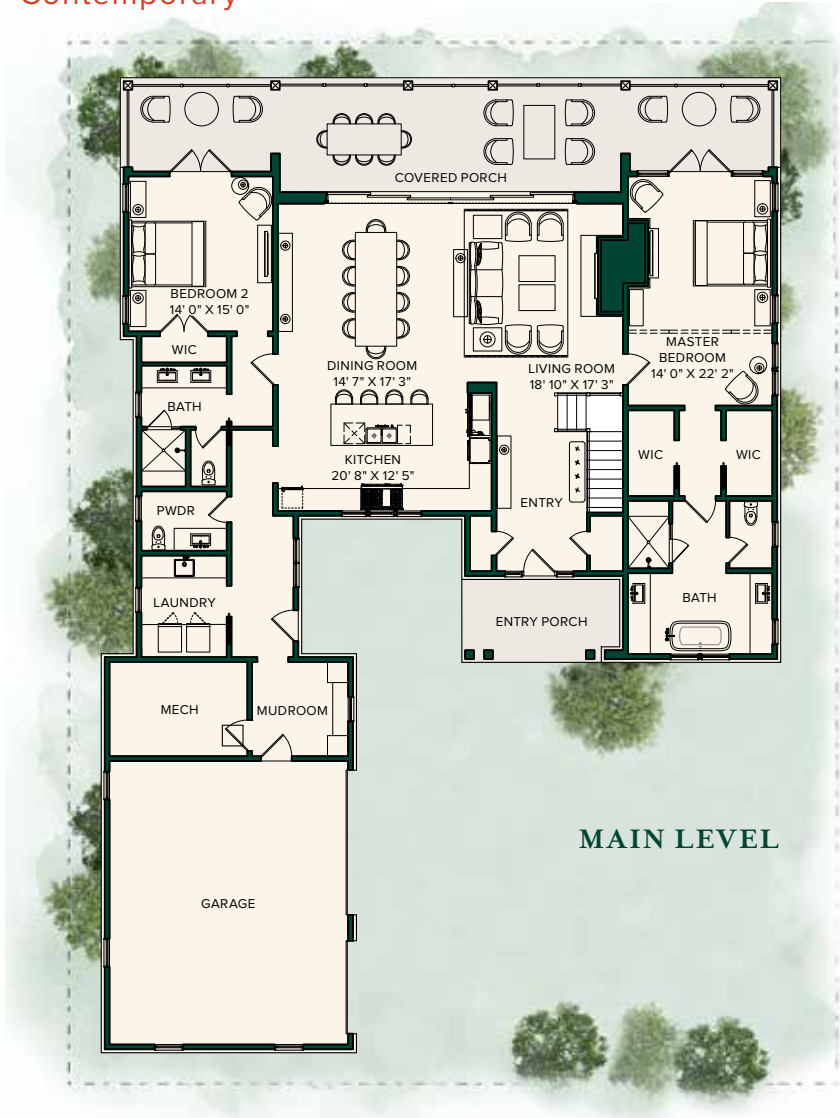 Contemporary
COVERED PORCH
BEDROOM 2
14' 0" X 15' 0"
WIC
DINING ROOM
14' 7" X 17' 3"
LIVING ROOM
18' 10" X 17' 3"
MASTER
BEDROOM
14' 0" X 22' 2"
BATH
KITCHEN
20' 8" X 12' 5"
WIC
WIC
PWDR
ENTRY
LAUNDRY
ENTRY PORCH
BATH
MECH
MUDROOM
MAIN LEVEL
GARAGE